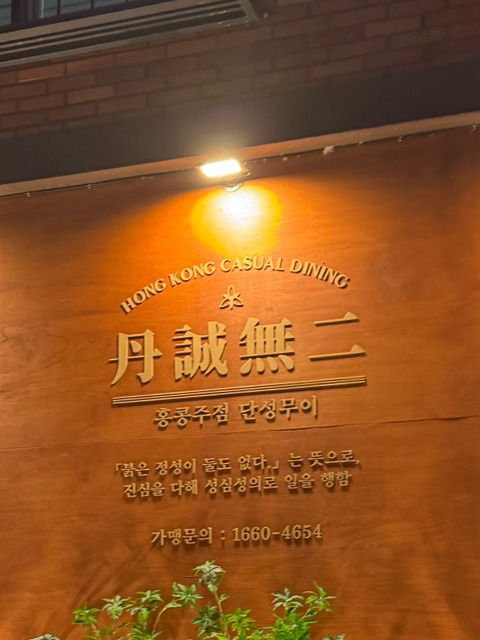 HONG KONG CASUAL DINING
丹誠無二
홍콩주점 단성무이
「붉은 정성이 둘도 없다.」는 뜻으로,
진심을 다해 성심성의로 일을 행함
가맹문의 : 1660-4654